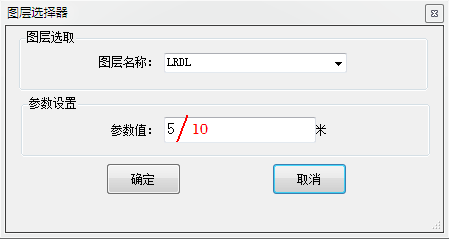 图层选择器
图层选取
图层名称： LRDL
参数设置
参数值： 5/10 米
确定 取消